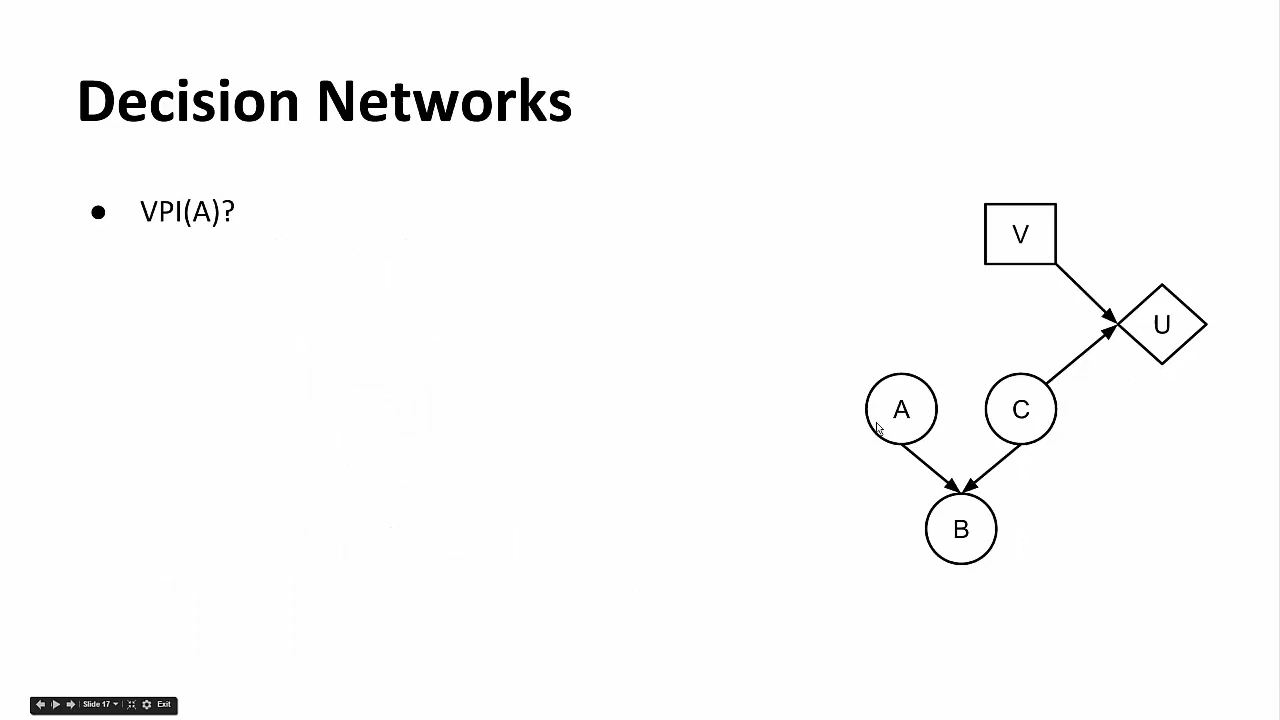 Decision Networks
● VPI(A)?
V
U
A
C
B
Slide 17
Exit